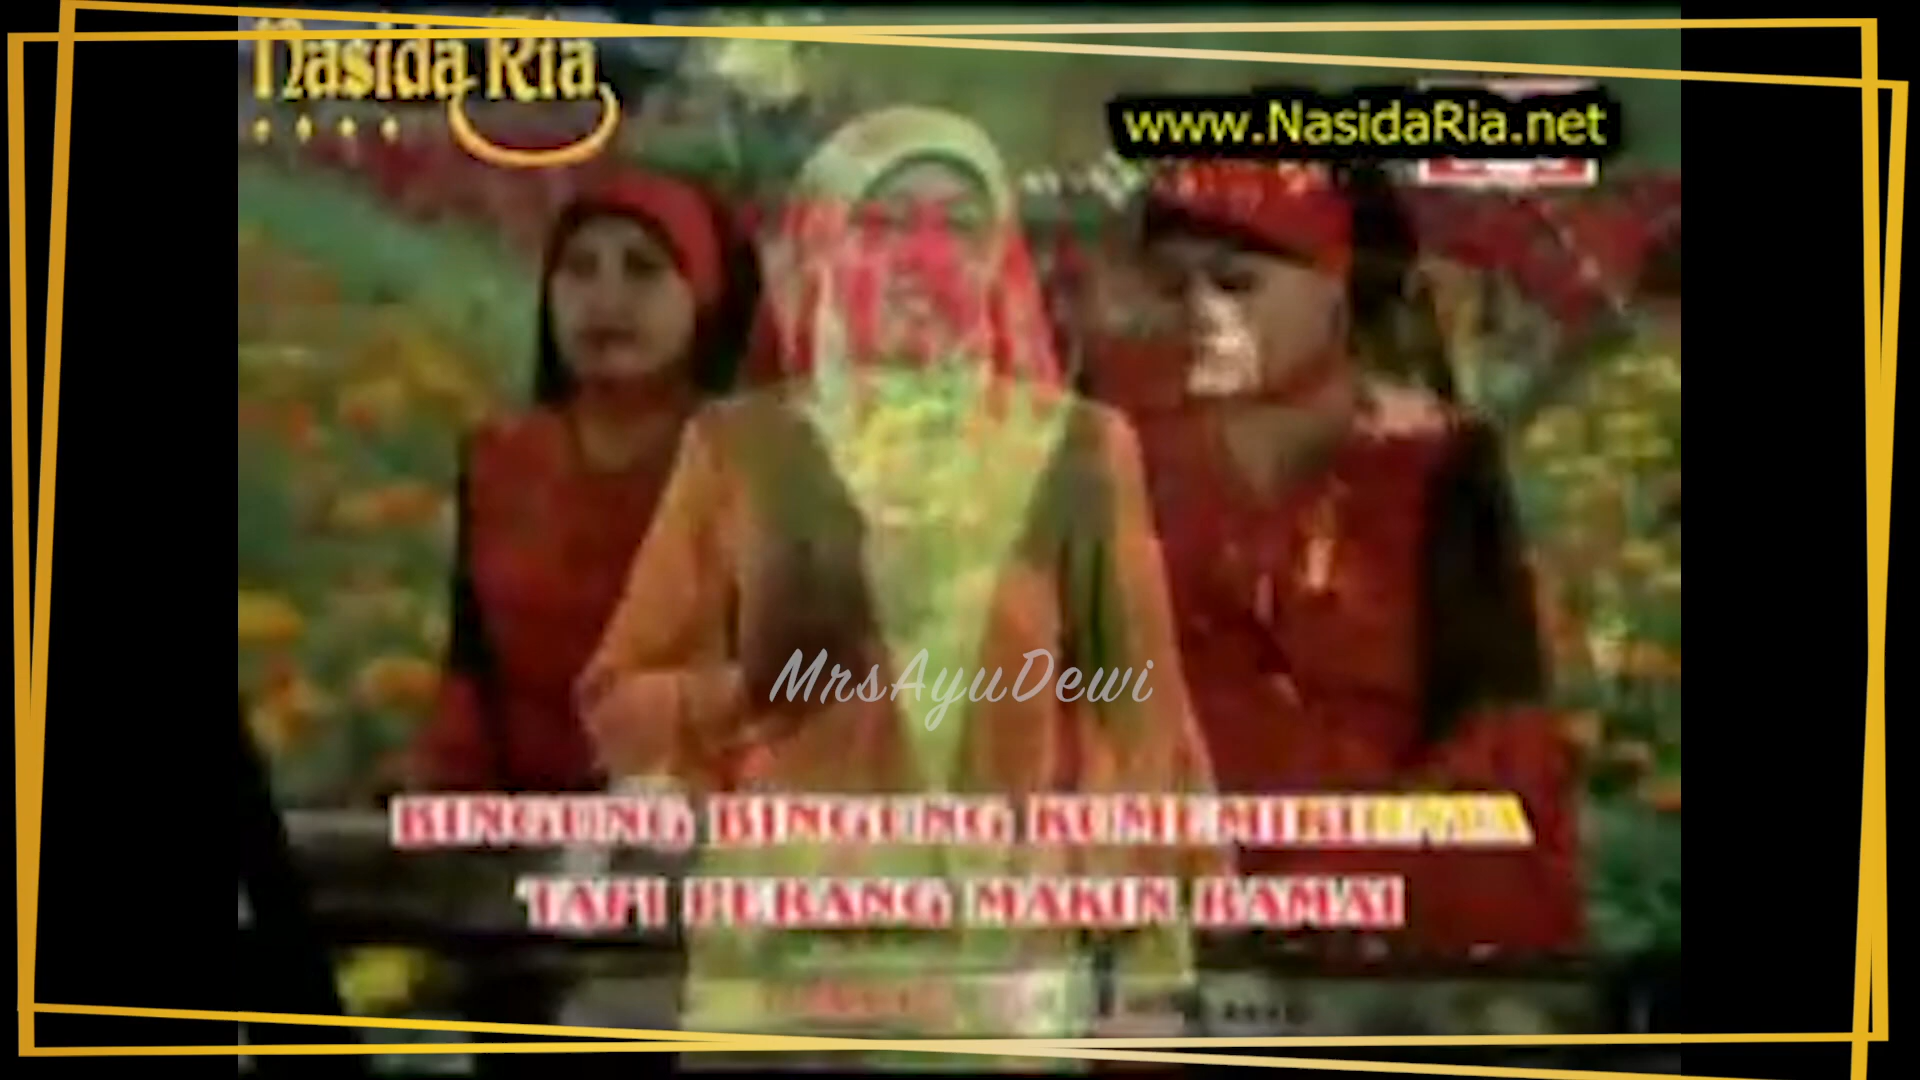 Nasida Ria
www.NasidaRia.net
MrsAyuDewi
BINGUNG BINGUNG KUMEMIKIRNYA
TAPI PERANG MAKIN RAMAI